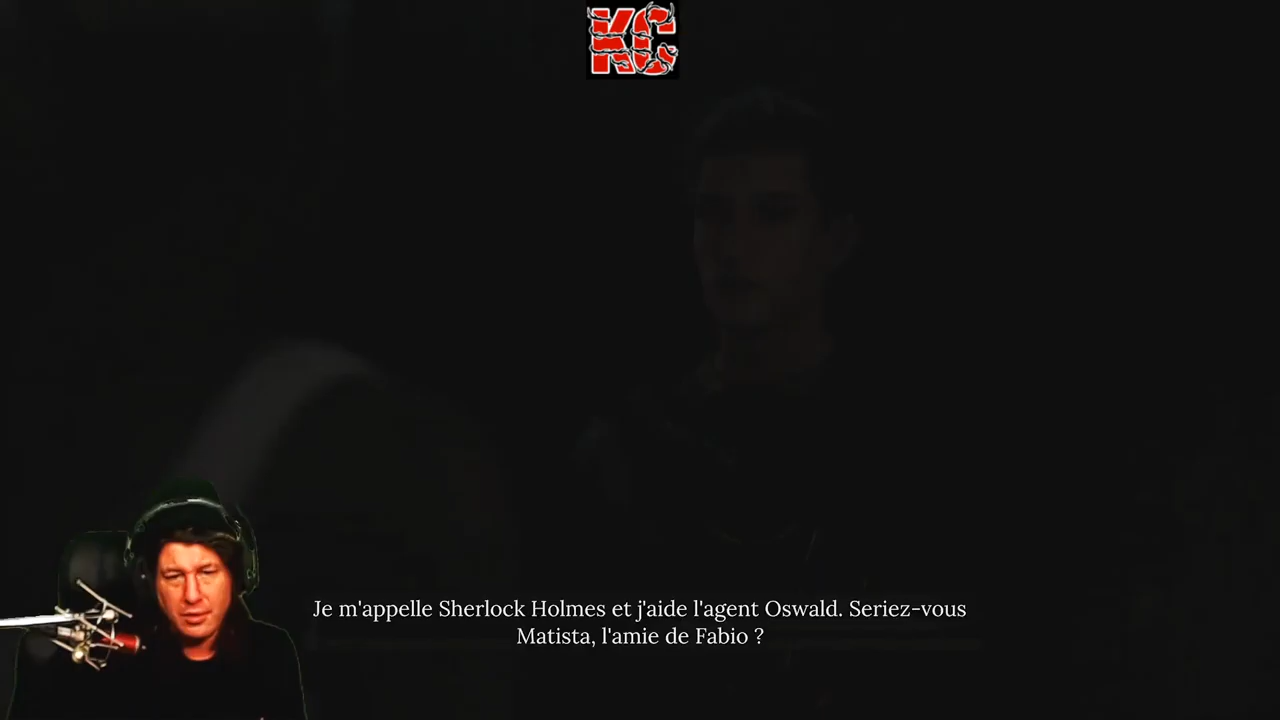 KC
Je m'appelle Sherlock Holmes et j'aide l'agent Oswald. Seriez-vous
Matista, l'amie de Fabio ?